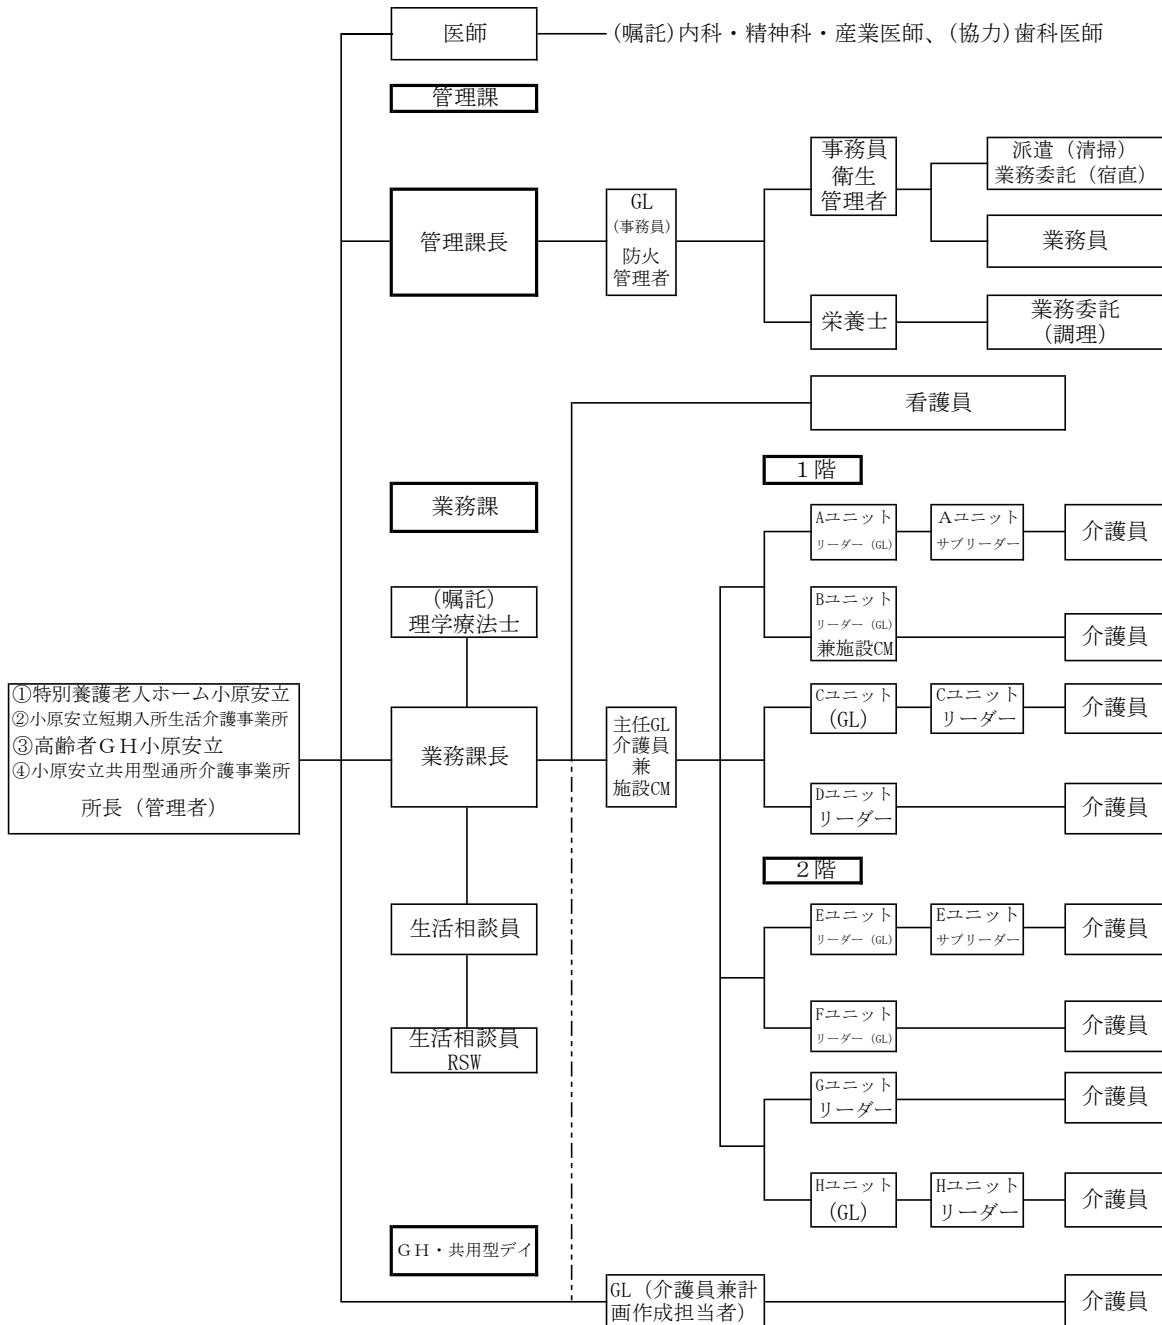 医師
(嘱託)内科・精神科・産業医師、(協力)歯科医師
管理課
管理課長
GL
(事務員)
防火
管理者
事務員
衛生
管理者
派遣（清掃）
業務委託（宿直）
業務員
栄養士
業務委託
(調理)
看護員
１階
業務課
Aユニット
リーダー（GL）
Ａユニット
サブリーダー
介護員
(嘱託)
理学療法士
Bユニット
リーダー（GL）
兼施設CM
介護員
①特別養護老人ホーム小原安立
②小原安立短期入所生活介護事業所
③高齢者ＧＨ小原安立
④小原安立共用型通所介護事業所
所長（管理者）
業務課長
主任GL
介護員
兼
施設CM
Cユニット
(GL)
Cユニット
リーダー
介護員
Dユニット
リーダー
介護員
２階
生活相談員
Eユニット
リーダー（GL）
Eユニット
サブリーダー
介護員
生活相談員
RSW
Fユニット
リーダー（GL）
介護員
Gユニット
リーダー
介護員
Hユニット
(GL)
Hユニット
リーダー
介護員
ＧＨ・共用型デイ
GL（介護員兼計
画作成担当者）
介護員